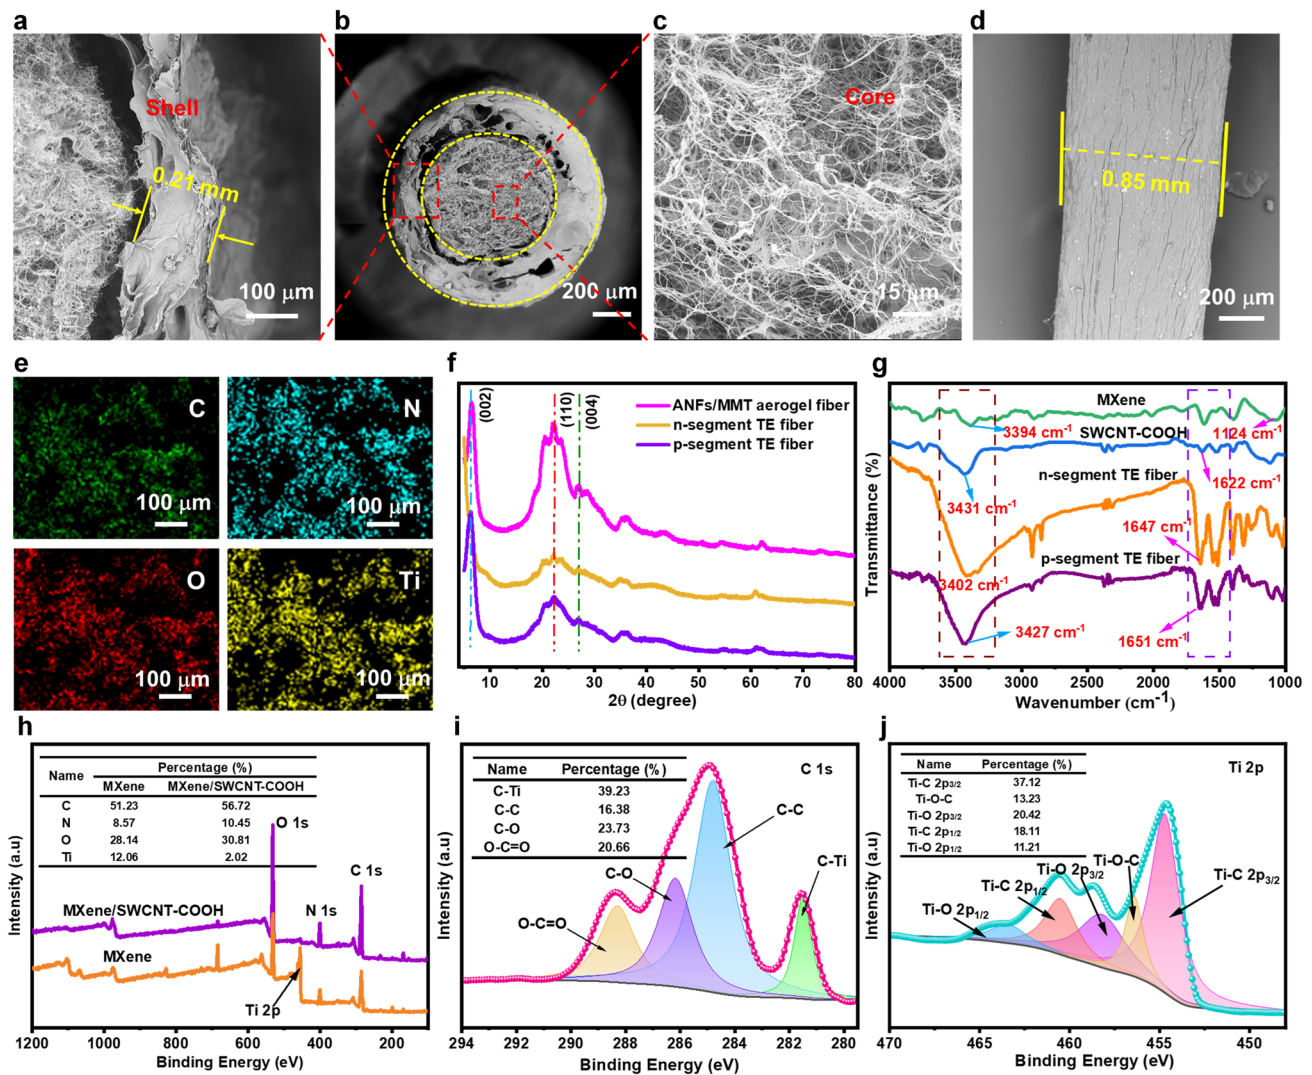 a
b
c
d
Shell
0.21 mm
100 μm
200 μm
Core
15 μm
0.85 mm
200 μm
e
C
100 μm
N
100 μm
O
100 μm
Ti
100 μm
f
(002)
(110)
(004)
ANFs/MMT aerogel fiber
n-segment TE fiber
p-segment TE fiber
10 20 30 40 50 60 70 80
2θ (degree)
g
Transmittance (%)
MXene
3394 cm-1
1124 cm-1
SWCNT-COOH
3431 cm-1
1622 cm-1
n-segment TE fiber
1647 cm-1
3402 cm-1
p-segment TE fiber
3427 cm-1
1651 cm-1
4000 3500 3000 2500 2000 1500 1000
Wavenumber (cm-1)
h
Intensity (a.u)
Name Percentage (%)
MXene MXene/SWCNT-COOH
C 51.23 56.72
N 8.57 10.45
O 28.14 30.81
Ti 12.06 2.02
O 1s
C 1s
N 1s
MXene/SWCNT-COOH
MXene
Ti 2p
1200 1000 800 600 400 200
Binding Energy (eV)
i
Intensity (a.u)
Name Percentage (%)
C-Ti 39.23
C-C 16.38
C-O 23.73
O-C=O 20.66
C 1s
C-C
C-Ti
C-O
O-C=O
294 292 290 288 286 284 282 280
Binding Energy (eV)
j
Intensity (a.u)
Name Percentage (%)
Ti-C 2p3/2 37.12
Ti-O-C 13.23
Ti-O 2p3/2 20.42
Ti-C 2p1/2 18.11
Ti-O 2p1/2 11.21
Ti 2p
Ti-O-C
Ti-O 2p3/2
Ti-C 2p3/2
Ti-C 2p1/2
Ti-O 2p1/2
470 465 460 455 450
Binding Energy (eV)